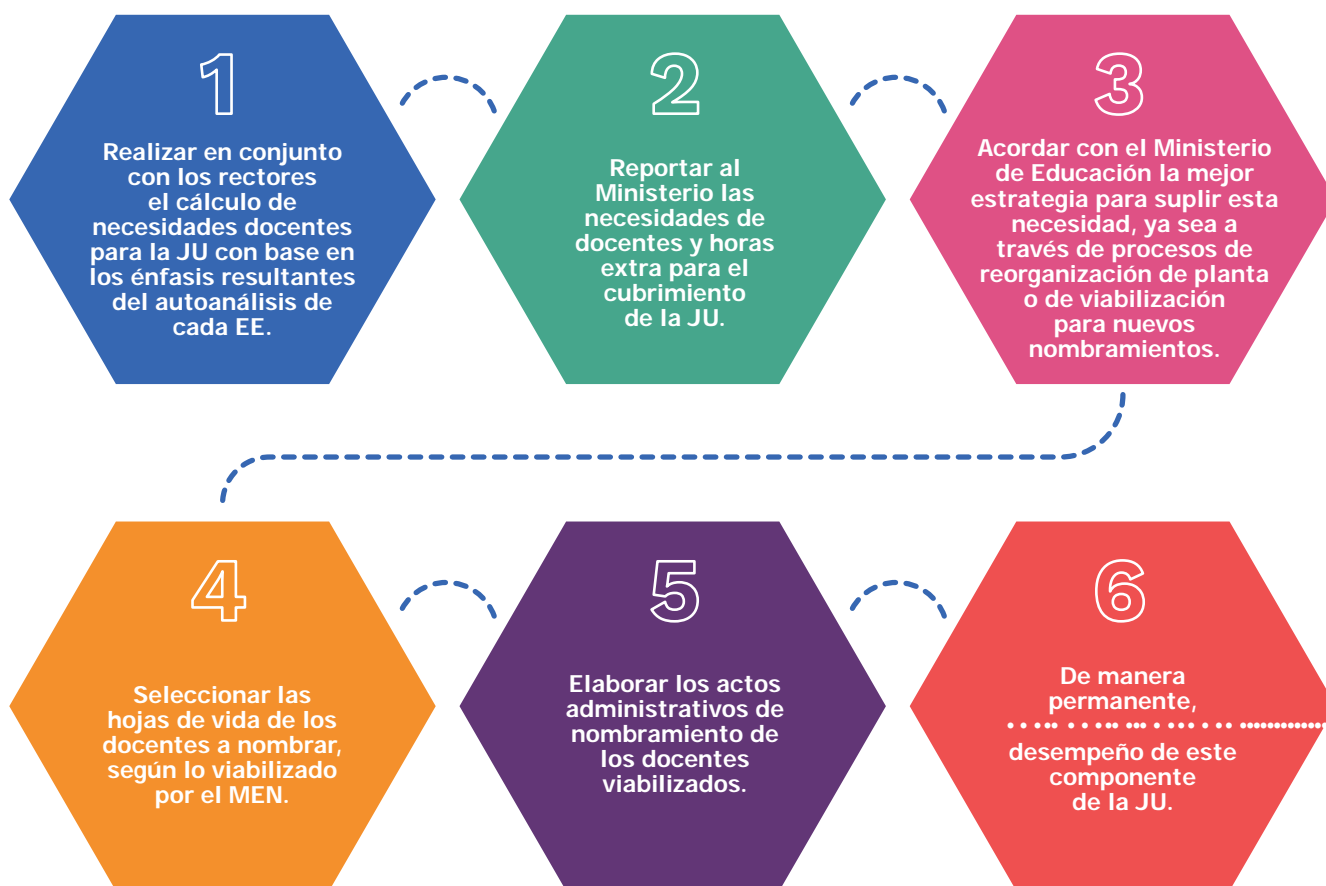 1
Realizar en conjunto
con los rectores
el cálculo de
necesidades docentes
para la JU con base en
los énfasis resultantes
del autoanálisis de
cada EE.
2
Reportar al
Ministerio las
necesidades de
docentes y horas
extra para el
cubrimiento
de la JU.
3
Acordar con el Ministerio
de Educación la mejor
estrategia para suplir esta
necesidad, ya sea a
través de procesos de
reorganización de planta
o de viabilización
para nuevos
nombramientos.
4
Seleccionar las
hojas de vida de los
docentes a nombrar,
según lo viabilizado
por el MEN.
5
Elaborar los actos
administrativos de
nombramiento de
los docentes
viabilizados.
6
De manera
permanente,
desempeño de este
componente
de la JU.